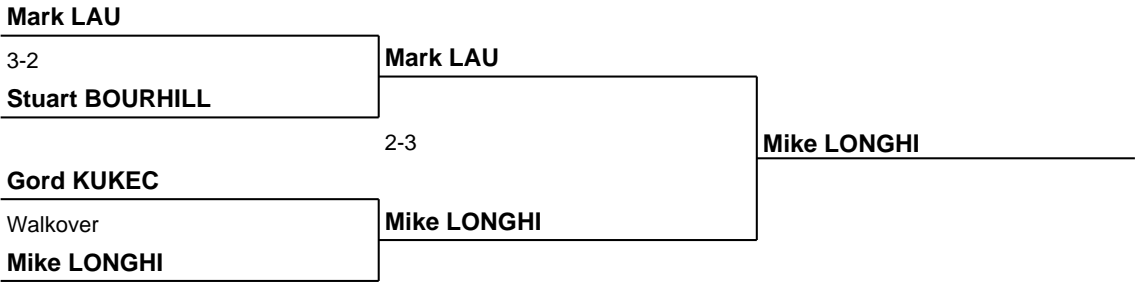 Mark LAU
3-2
Mark LAU
Stuart BOURHILL
2-3
Mike LONGHI
Gord KUKEC
Walkover
Mike LONGHI
Mike LONGHI